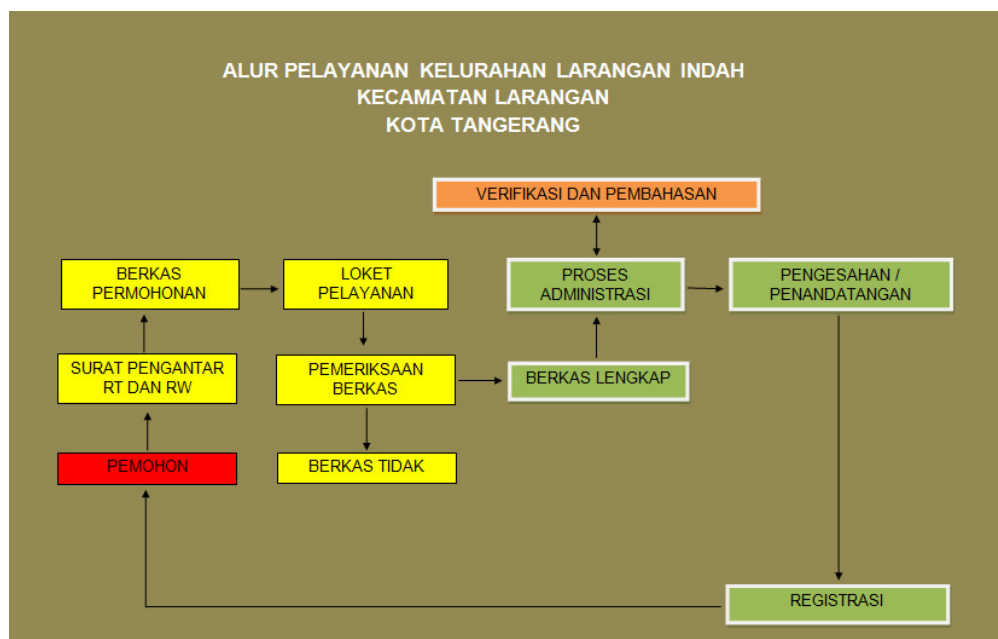 ALUR PELAYANAN KELURAHAN LARANGAN INDAH
KECAMATAN LARANGAN
KOTA TANGERANG
VERIFIKASI DAN PEMBAHASAN
BERKAS
PERMOHONAN
LOKET
PELAYANAN
PROSES
ADMINISTRASI
PENGESAHAN /
PENANDATANGAN
SURAT PENGANTAR
RT DAN RW
PEMERIKSAAN
BERKAS
BERKAS LENGKAP
PEMOHON
BERKAS TIDAK
REGISTRASI